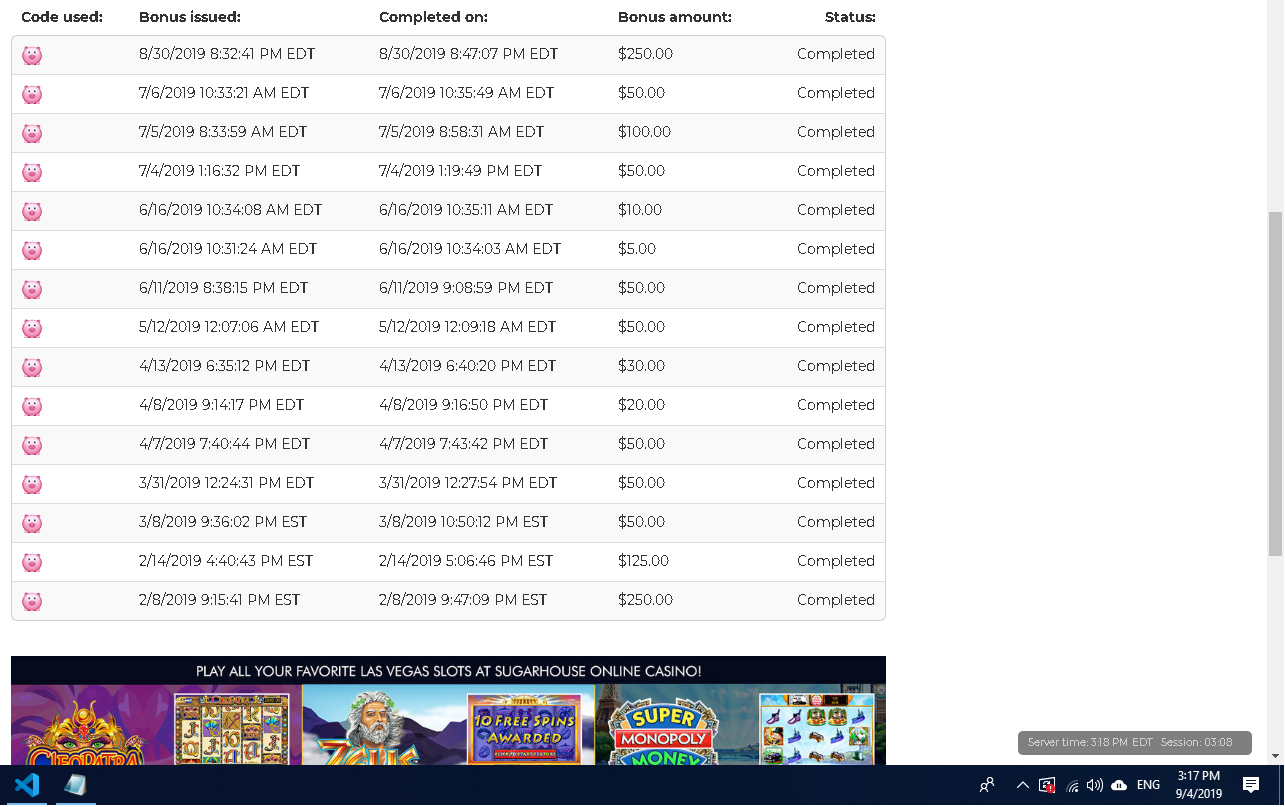 Code used: Bonus issued: Completed on: Bonus amount: Status:
8/30/2019 8:32:41 PM EDT 8/30/2019 8:47:07 PM EDT $250.00 Completed
7/6/2019 10:33:21 AM EDT 7/6/2019 10:35:49 AM EDT $50.00 Completed
7/5/2019 8:33:59 AM EDT 7/5/2019 8:58:31 AM EDT $100.00 Completed
7/4/2019 1:16:32 PM EDT 7/4/2019 1:19:49 PM EDT $50.00 Completed
6/16/2019 10:34:08 AM EDT 6/16/2019 10:35:11 AM EDT $10.00 Completed
6/16/2019 10:31:24 AM EDT 6/16/2019 10:34:03 AM EDT $5.00 Completed
6/11/2019 8:38:15 PM EDT 6/11/2019 9:08:59 PM EDT $50.00 Completed
5/12/2019 12:07:06 AM EDT 5/12/2019 12:09:18 AM EDT $50.00 Completed
4/13/2019 6:35:12 PM EDT 4/13/2019 6:40:20 PM EDT $30.00 Completed
4/8/2019 9:14:17 PM EDT 4/8/2019 9:16:50 PM EDT $20.00 Completed
4/7/2019 7:40:44 PM EDT 4/7/2019 7:43:42 PM EDT $50.00 Completed
3/31/2019 12:24:31 PM EDT 3/31/2019 12:27:54 PM EDT $50.00 Completed
3/8/2019 9:36:02 PM EST 3/8/2019 10:50:12 PM EST $50.00 Completed
2/14/2019 4:40:43 PM EST 2/14/2019 5:06:46 PM EST $125.00 Completed
2/8/2019 9:15:41 PM EST 2/8/2019 9:47:09 PM EST $250.00 Completed
PLAY ALL YOUR FAVORITE LAS VEGAS SLOTS AT SUGARHOUSE ONLINE CASINO!
CLEOPATRA
ZEUS
10 FREE SPINS
AWARDED
SUPER
MONOPOLY
MONEY
Server time: 3:18 PM EDT Session: 03:08
ENG
3:17 PM
9/4/2019